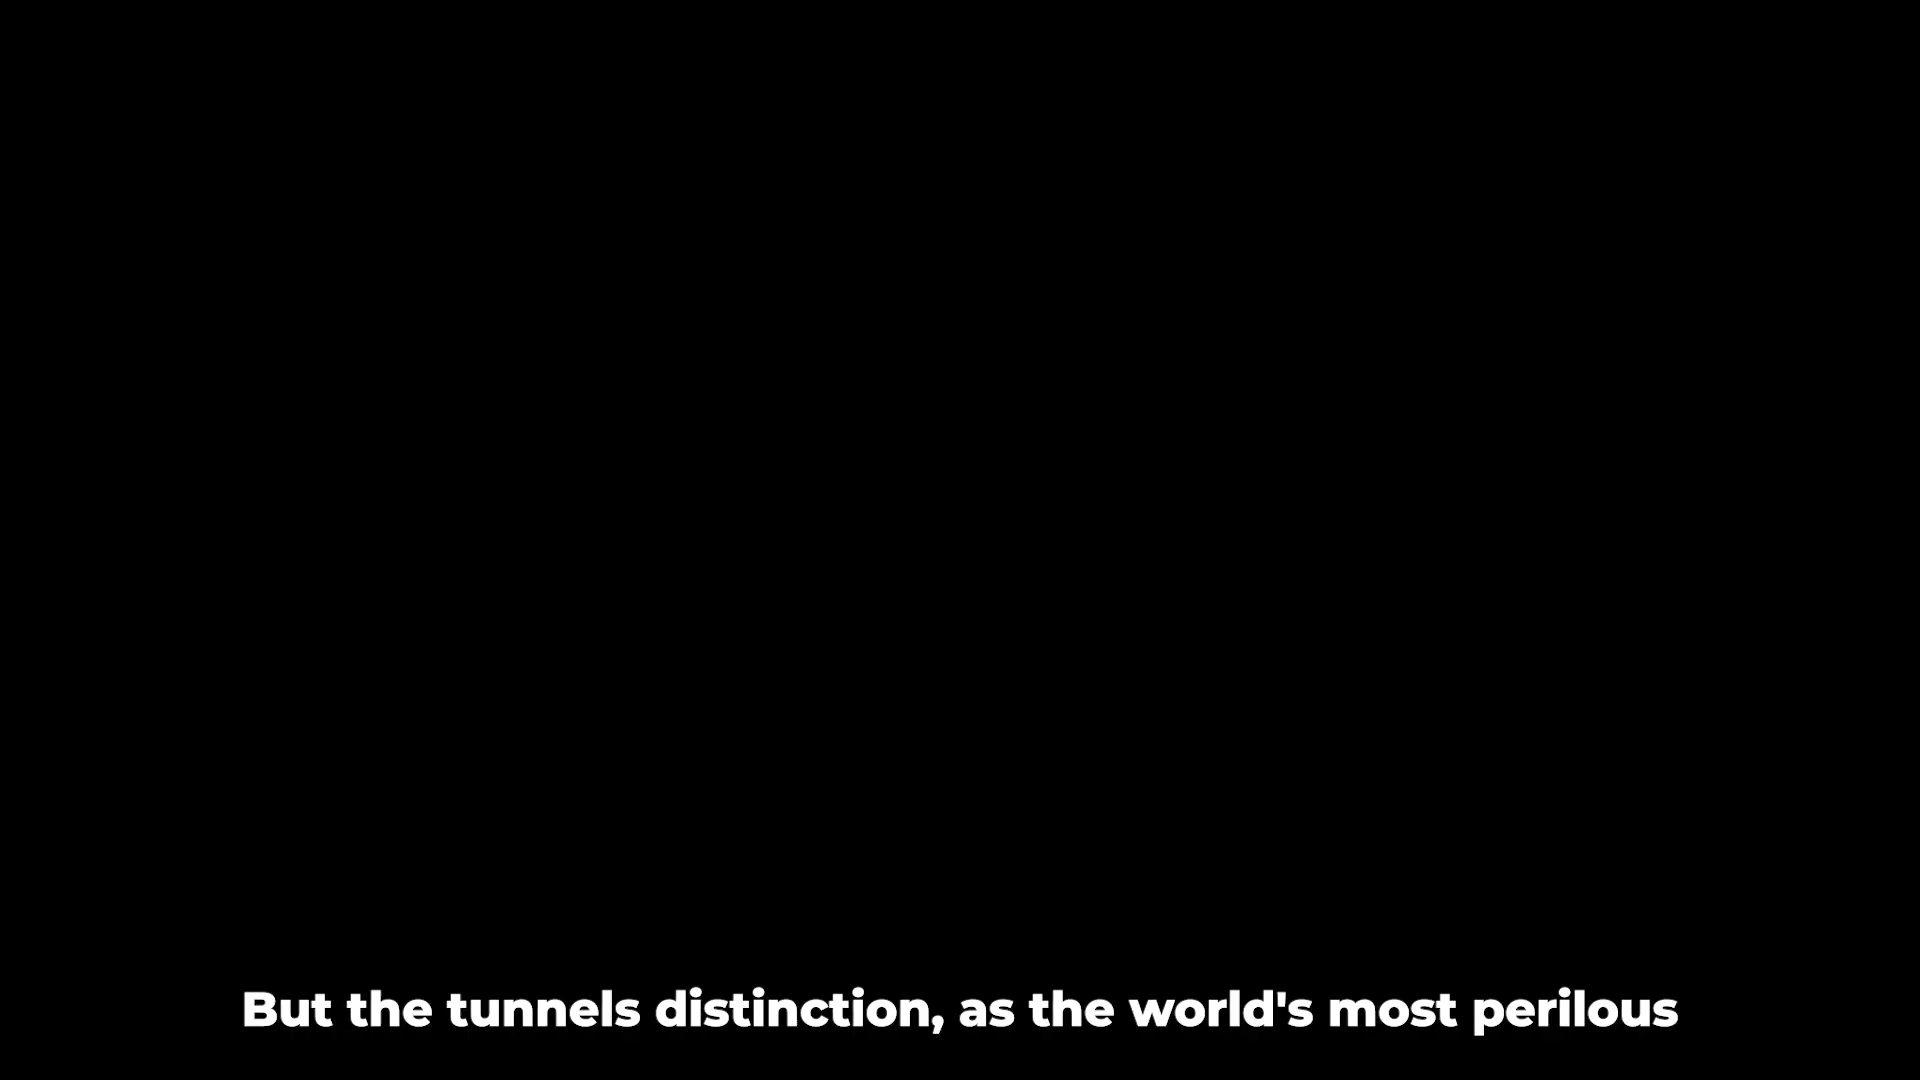 But the tunnels distinction, as the world's most perilous